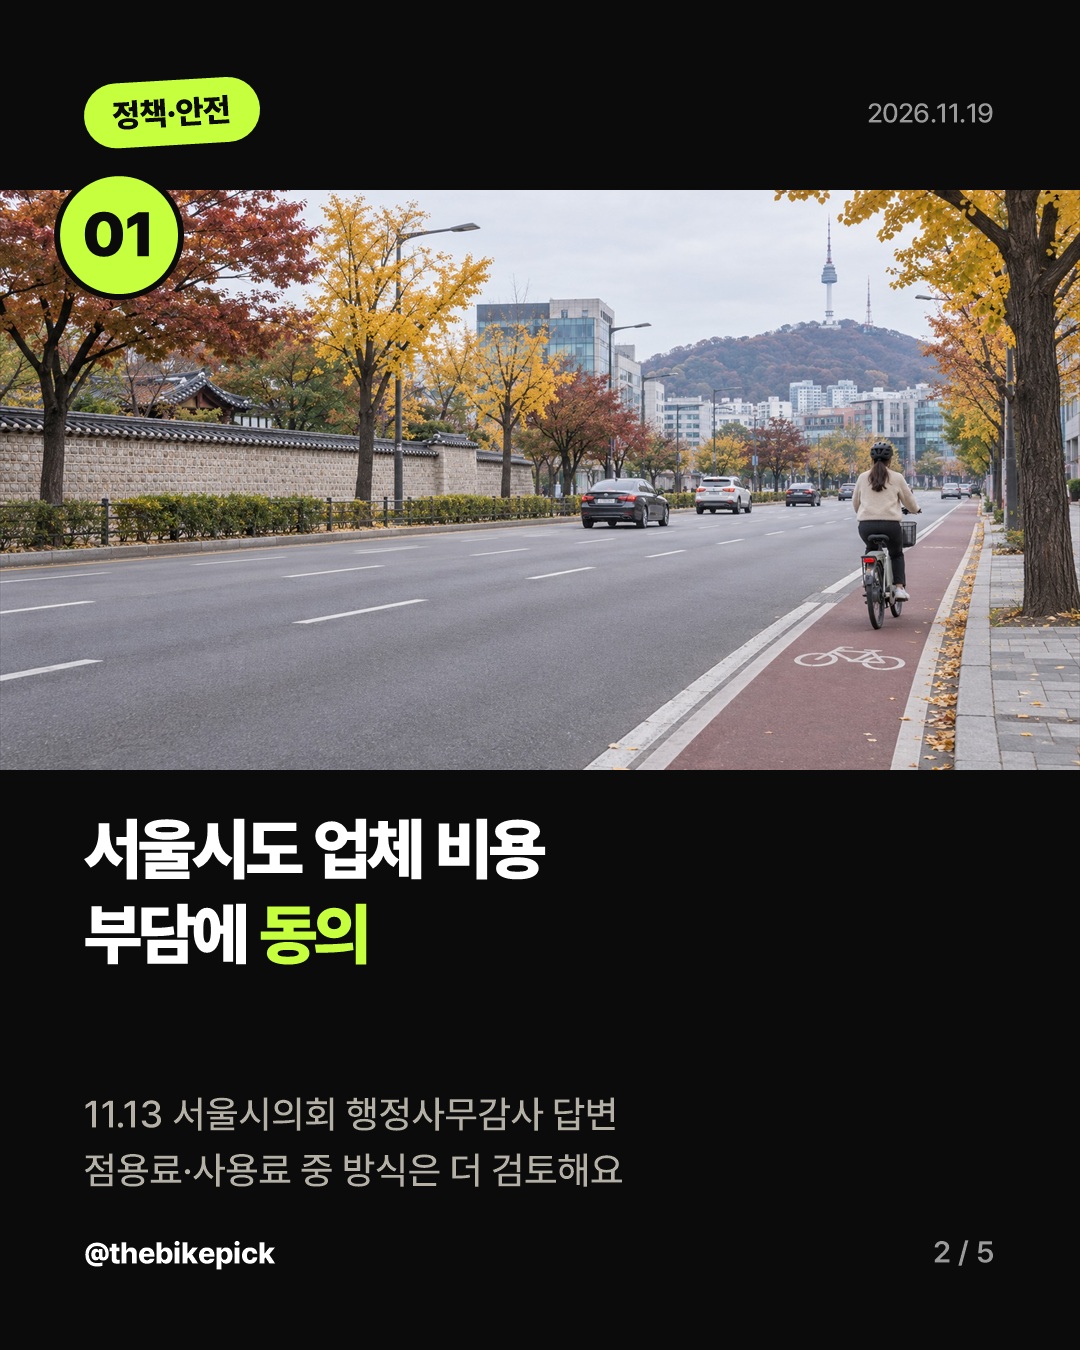 정책·안전
2026.11.19
01
서울시도 업체 비용
부담에 동의
11.13 서울시의회 행정사무감사 답변
점용료·사용료 중 방식은 더 검토해요
@thebikepick
2 / 5